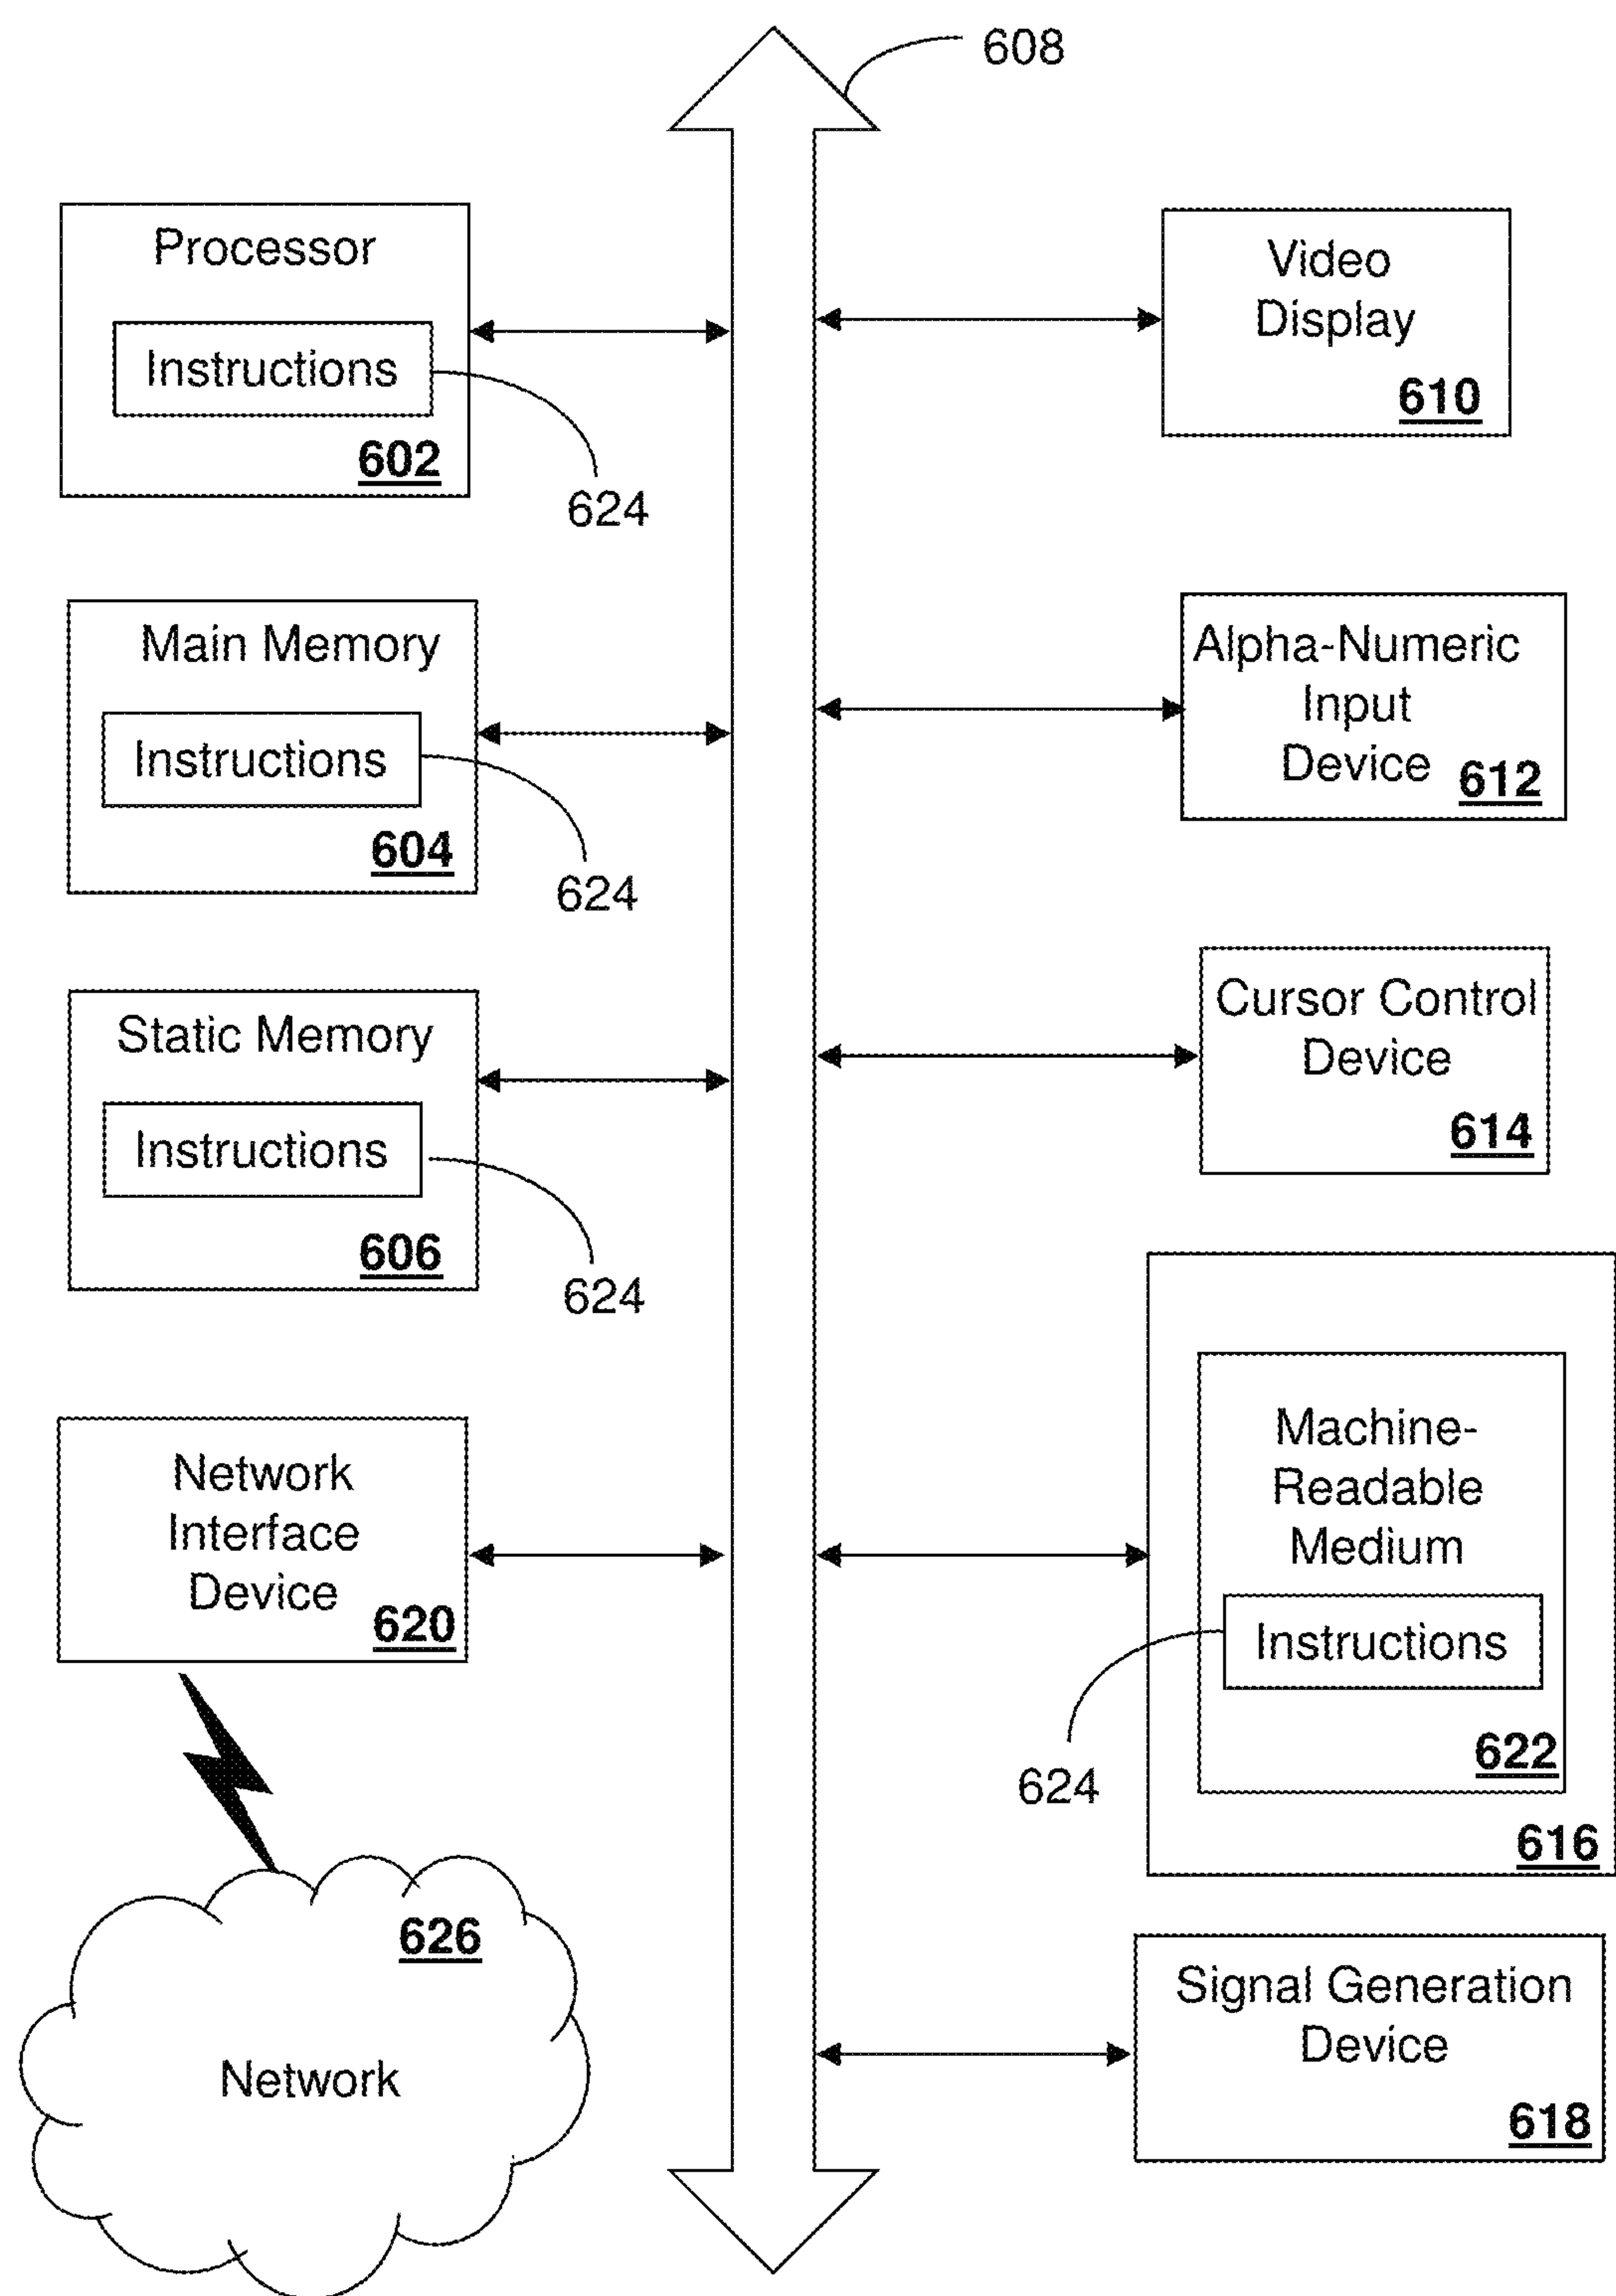 608
Processor
Instructions
602
624
Main Memory
Instructions
604
624
Static Memory
Instructions
606
624
Network
Interface
Device
620
626
Network
Video
Display
610
Alpha-Numeric
Input
Device
612
Cursor Control
Device
614
Machine-
Readable
Medium
Instructions
624
622
616
Signal Generation
Device
618